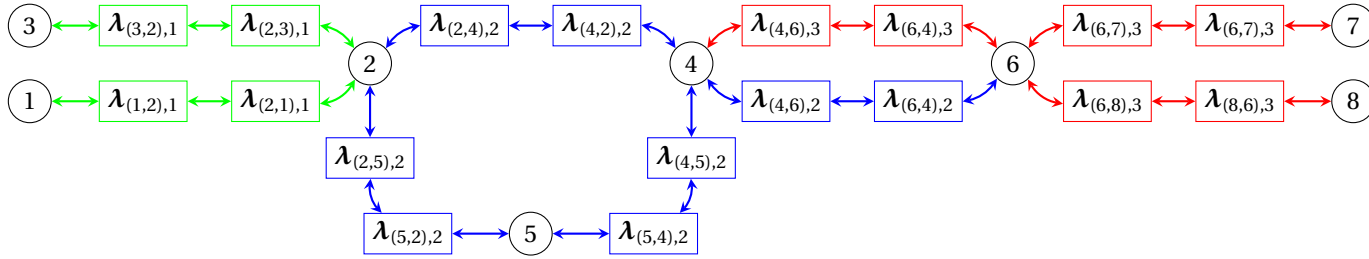 3 λ(3,2),1 λ(2,3),1 λ(2,4),2 λ(4,2),2 λ(4,6),3 λ(6,4),3 λ(6,7),3 λ(6,7),3 7
2 4 6
1 λ(1,2),1 λ(2,1),1 λ(4,6),2 λ(6,4),2 λ(6,8),3 λ(8,6),3 8
λ(2,5),2 λ(4,5),2
λ(5,2),2 5 λ(5,4),2